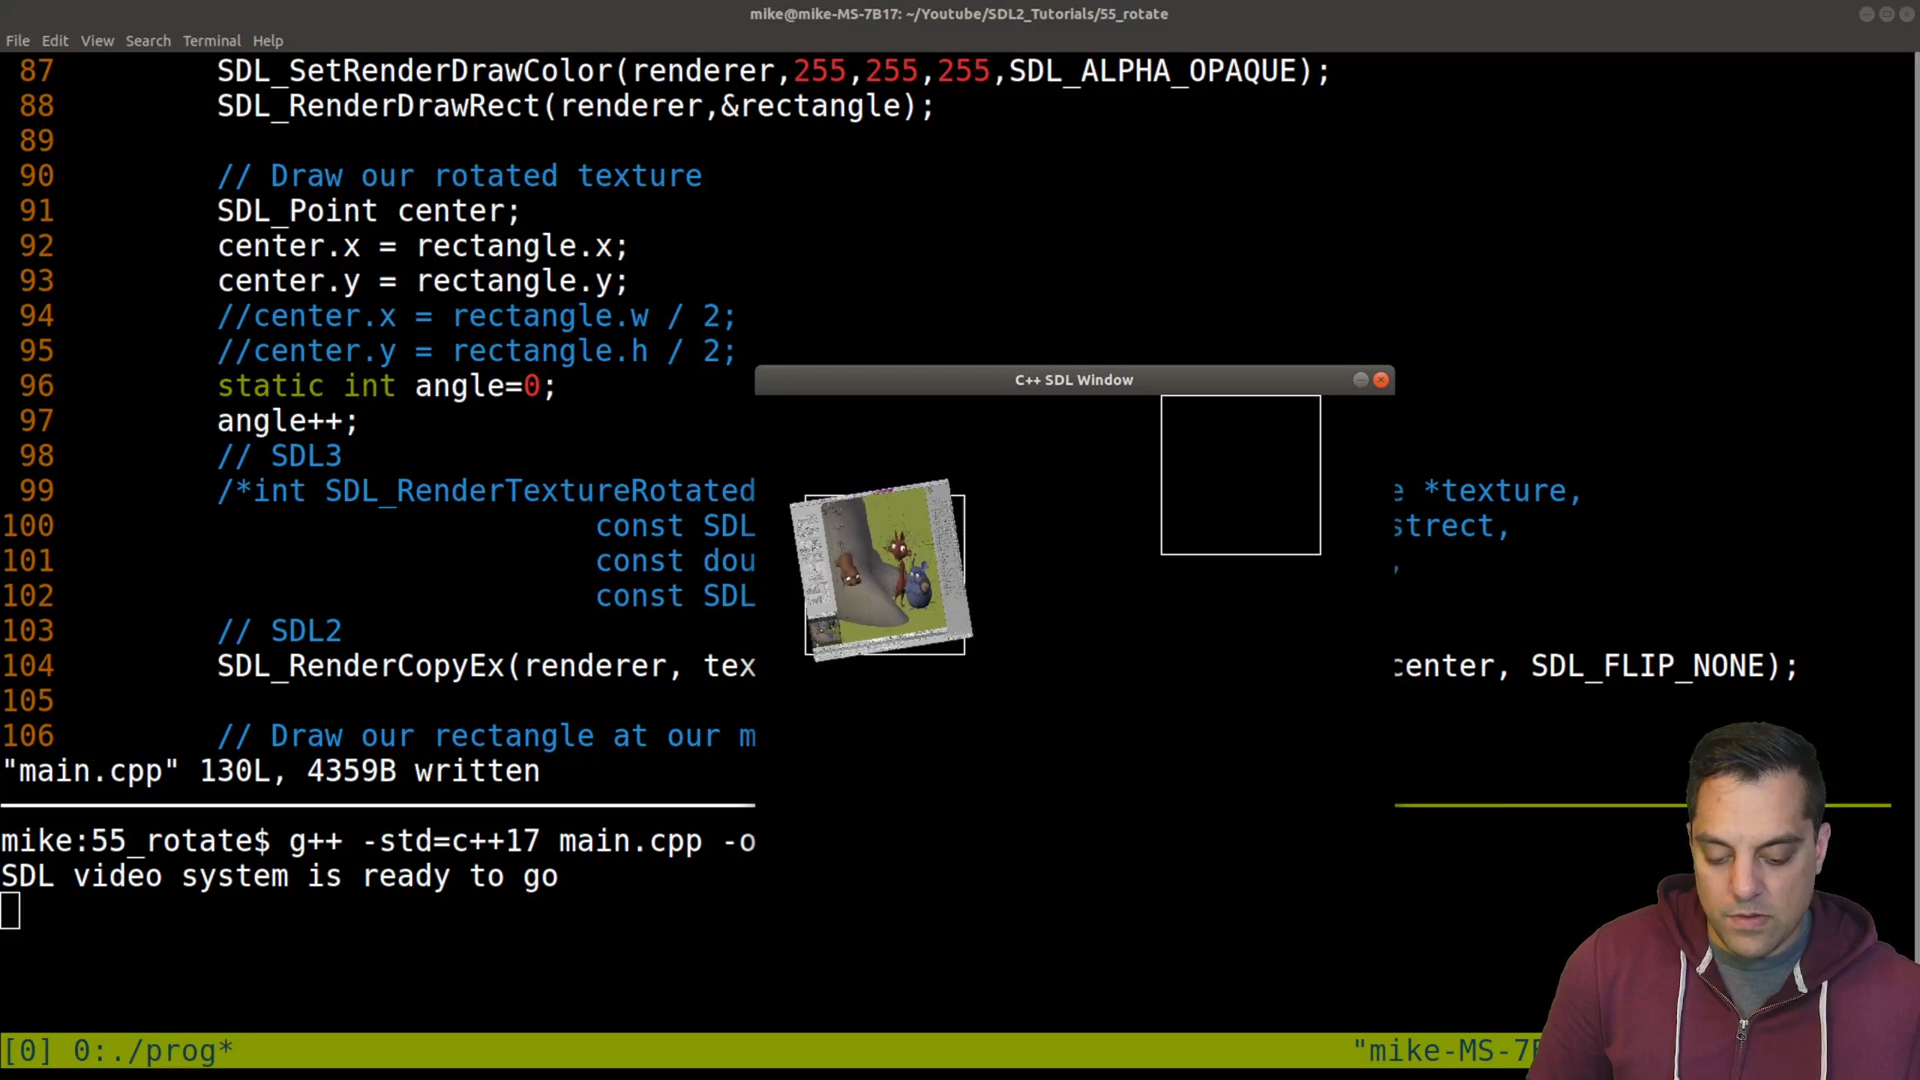 mike@mike-MS-7B17: ~/Youtube/SDL2_Tutorials/55_rotate
File Edit View Search Terminal Help
87 SDL_SetRenderDrawColor(renderer,255,255,255,SDL_ALPHA_OPAQUE);
88 SDL_RenderDrawRect(renderer,&rectangle);
89
90 // Draw our rotated texture
91 SDL_Point center;
92 center.x = rectangle.x;
93 center.y = rectangle.y;
94 //center.x = rectangle.w / 2;
95 //center.y = rectangle.h / 2;
C++ SDL Window
96 static int angle=0;
97 angle++;
98 // SDL3
99 /*int SDL_RenderTextureRotated *texture,
100 const SDL strect,
101 const dou ,
102 const SDL
103 // SDL2
104 SDL_RenderCopyEx(renderer, tex center, SDL_FLIP_NONE);
105
106 // Draw our rectangle at our m
"main.cpp" 130L, 4359B written
mike:55_rotate$ g++ -std=c++17 main.cpp -o
SDL video system is ready to go
[0] 0:./prog* "mike-MS-7B